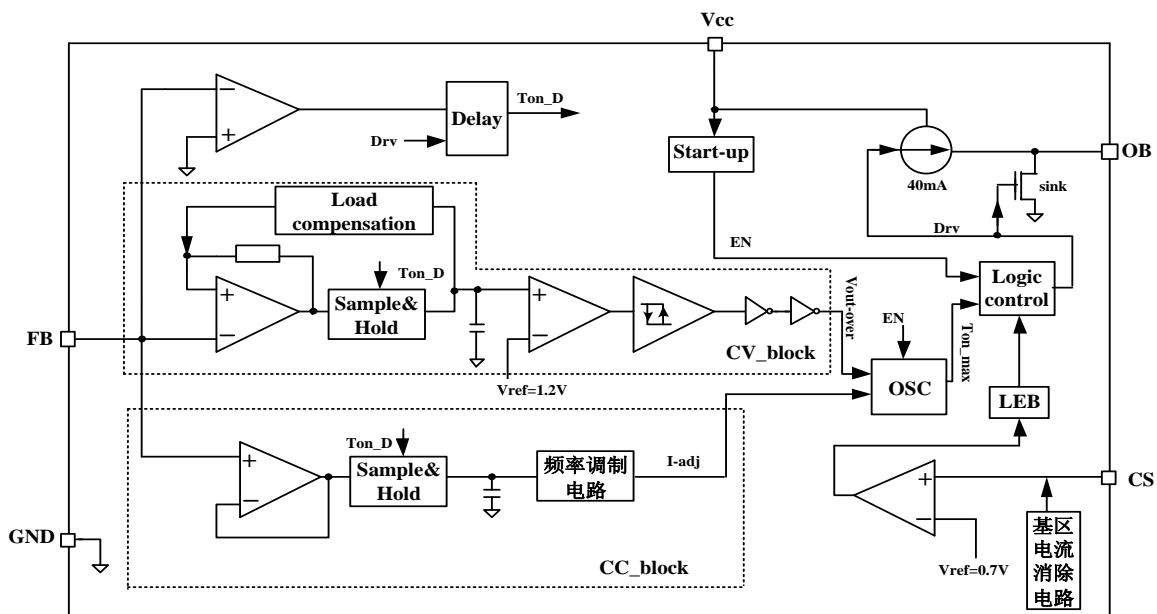 Vcc
Ton_D
Delay
Drv
Start-up
40mA
OB
sink
Load
compensation
EN
Drv
Ton_D
Sample&
Hold
Logic
control
FB
Vout-over
EN
Ton_max
CV_block
Vref=1.2V
OSC
LEB
Ton_D
Sample&
Hold
频率调制
电路
I-adj
CS
GND
基区
电流
消除
电路
Vref=0.7V
CC_block